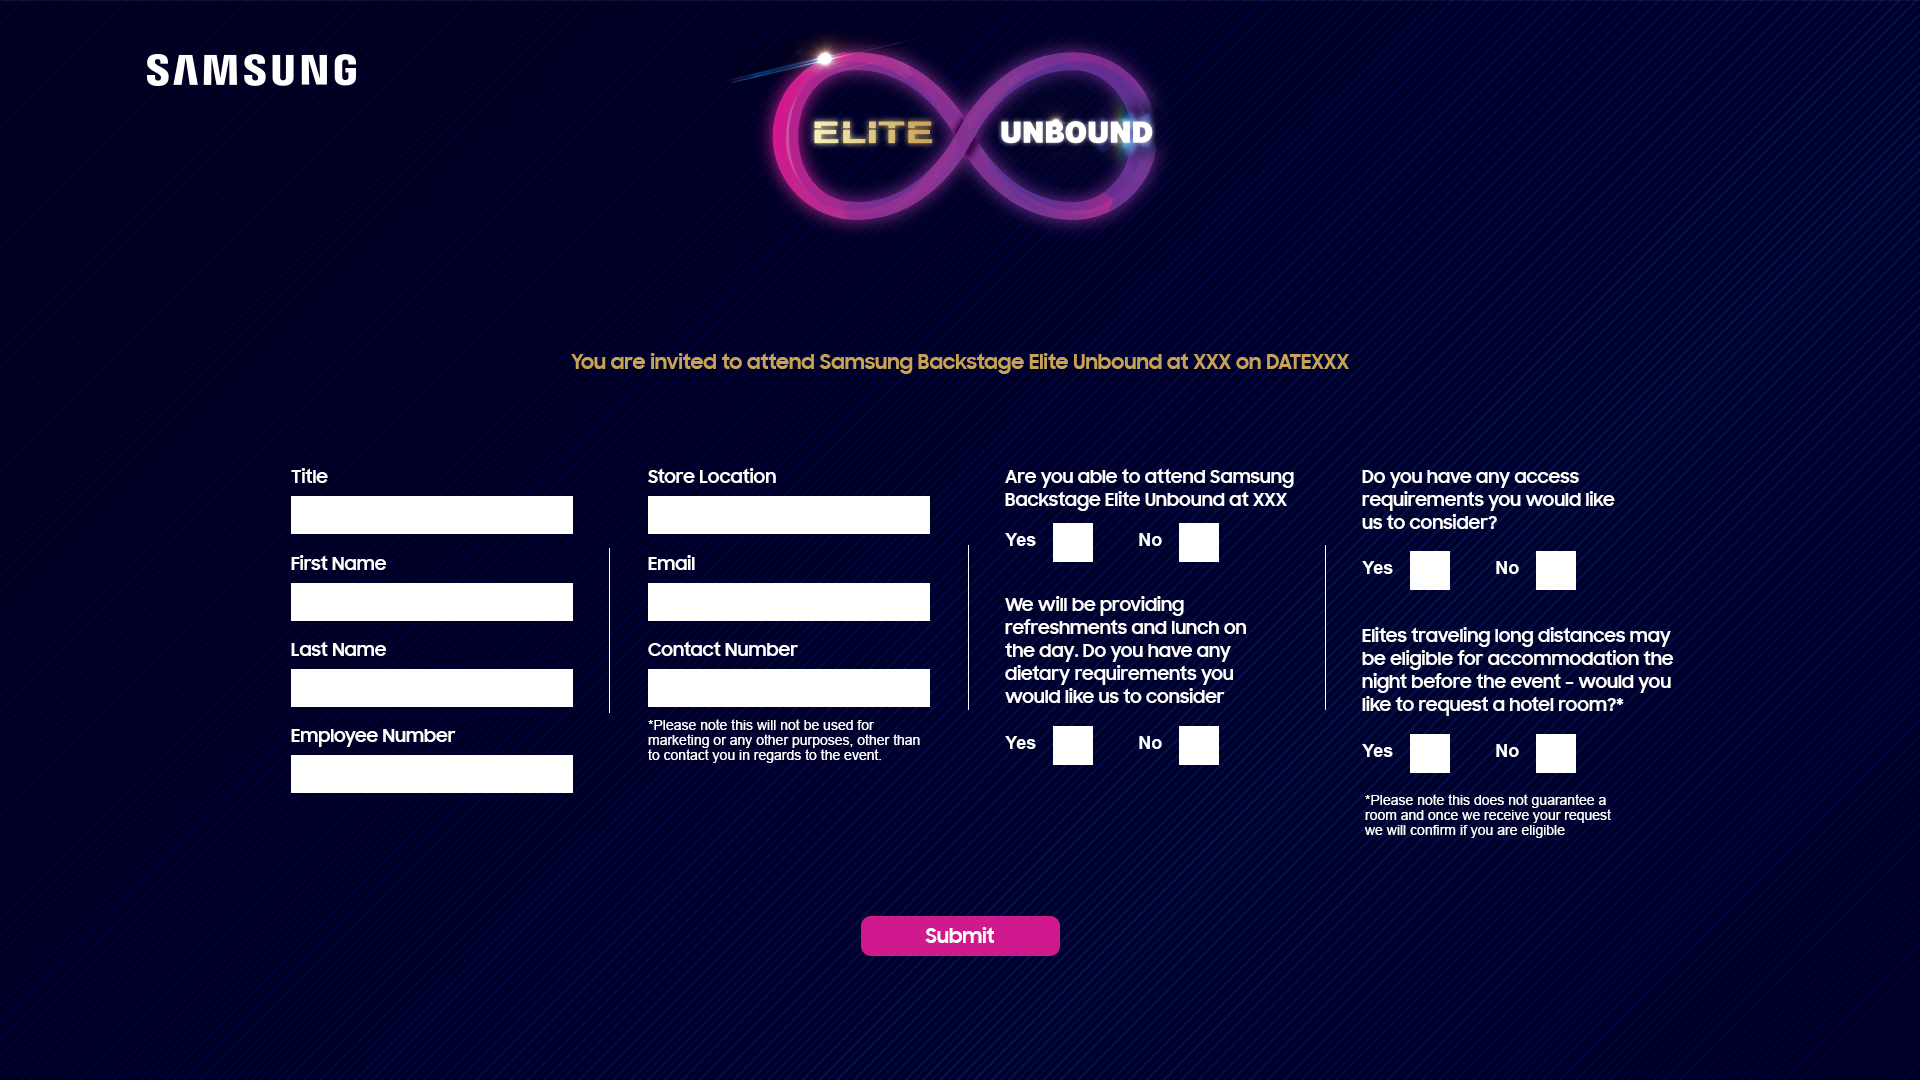 SAMSUNG
ELITE UNBOUND
You are invited to attend Samsung Backstage Elite Unbound at XXX on DATEXXX
Title
First Name
Last Name
Employee Number
Store Location
Email
Contact Number
*Please note this will not be used for
marketing or any other purposes, other than
to contact you in regards to the event.
Are you able to attend Samsung
Backstage Elite Unbound at XXX
Yes No
We will be providing
refreshments and lunch on
the day. Do you have any
dietary requirements you
would like us to consider
Yes No
Do you have any access
requirements you would like
us to consider?
Yes No
Elites traveling long distances may
be eligible for accommodation the
night before the event – would you
like to request a hotel room?*
Yes No
*Please note this does not guarantee a
room and once we receive your request
we will confirm if you are eligible
Submit